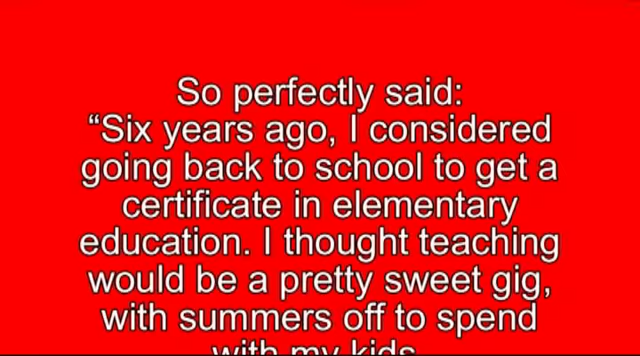 So perfectly said:
“Six years ago, I considered
going back to school to get a
certificate in elementary
education. I thought teaching
would be a pretty sweet gig,
with summers off to spend
with my kids